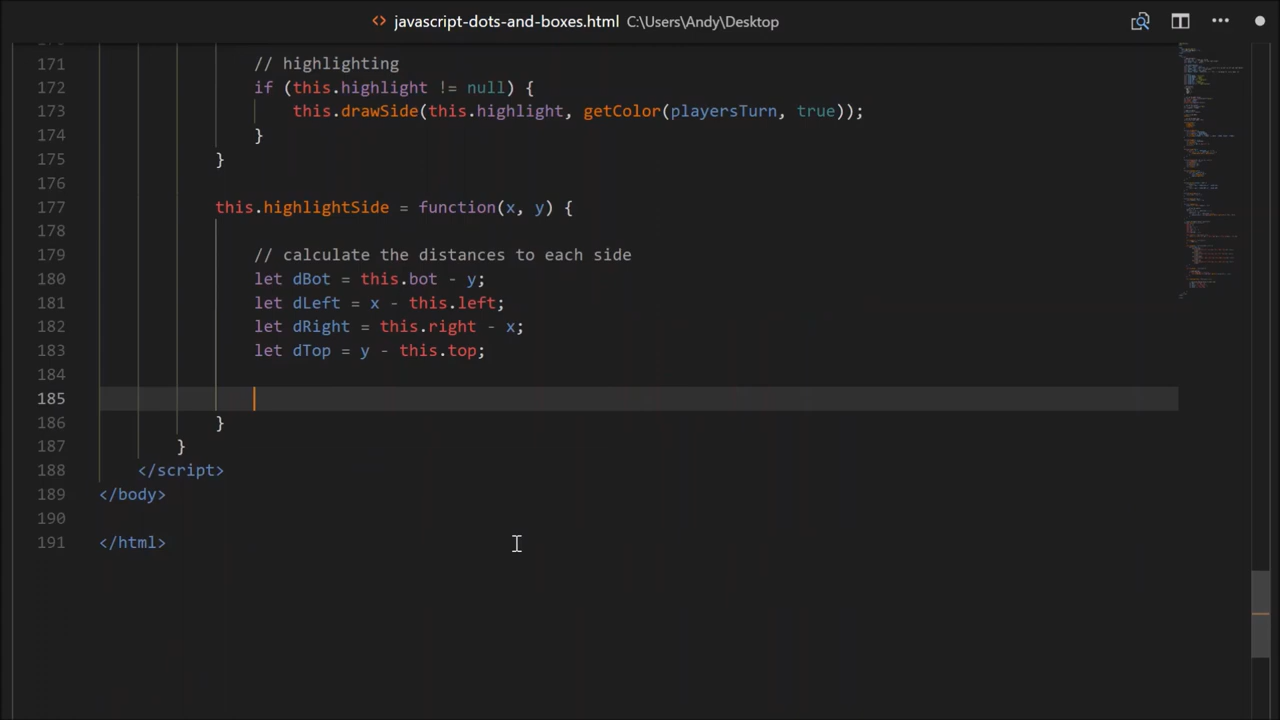 <> javascript-dots-and-boxes.html C:\Users\Andy\Desktop
171 // highlighting
172 if (this.highlight != null) {
173 this.drawSide(this.highlight, getColor(playersTurn, true));
174 }
175 }
176
177 this.highlightSide = function(x, y) {
178
179 // calculate the distances to each side
180 let dBot = this.bot - y;
181 let dLeft = x - this.left;
182 let dRight = this.right - x;
183 let dTop = y - this.top;
184
185
186 }
187 }
188 </script>
189 </body>
190
191 </html>